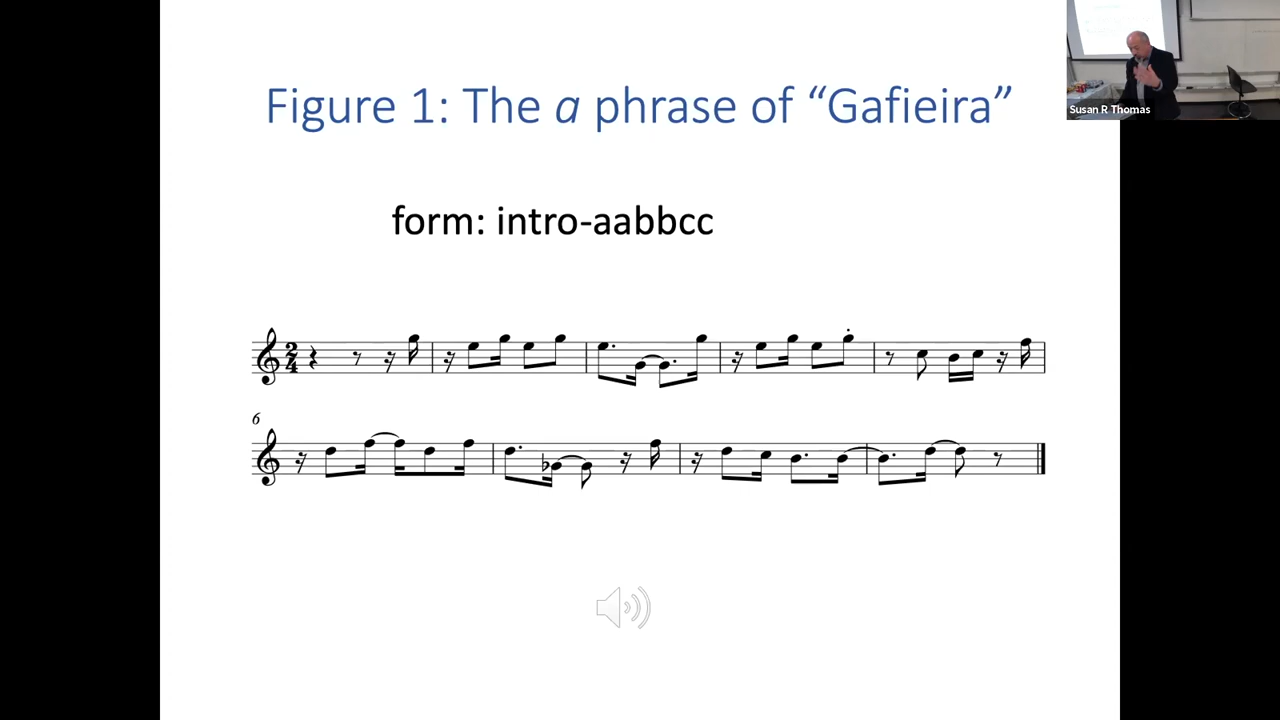 Figure 1: The a phrase of “Gafieira”
Susan R Thomas
form: intro-aabbcc
2
4
6